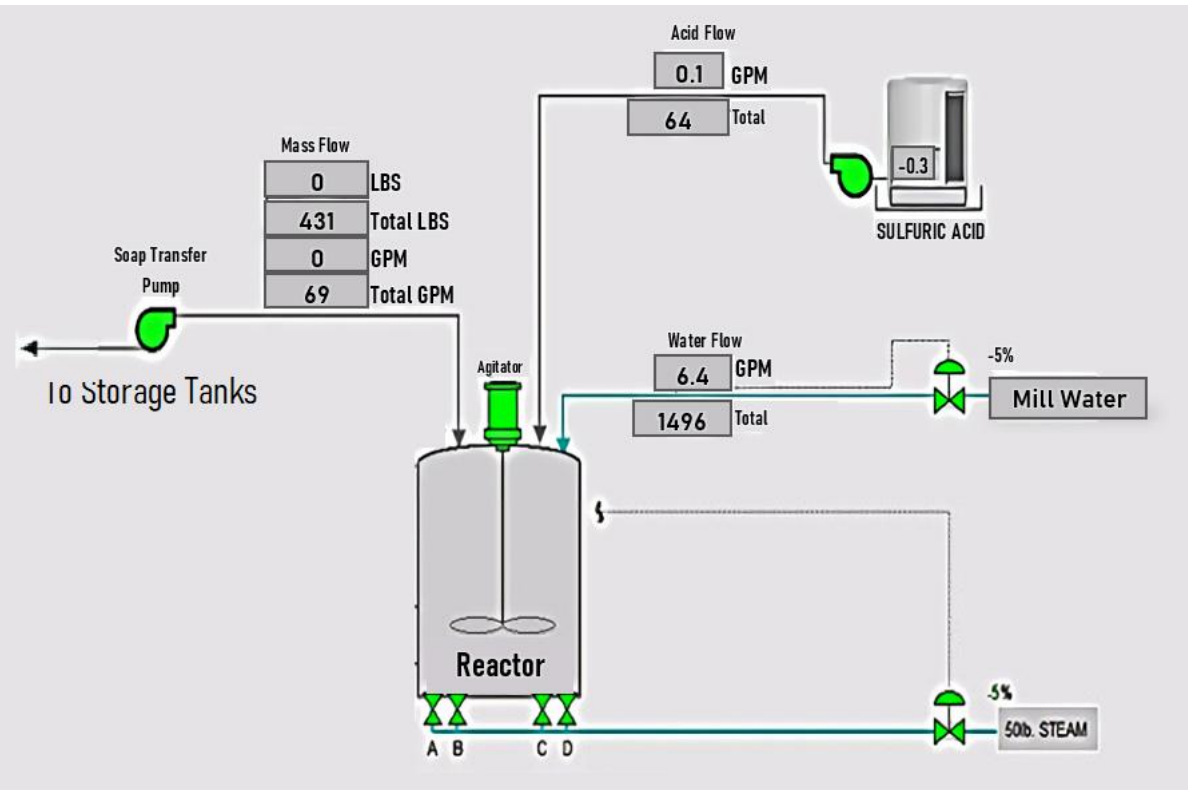 Acid Flow
0.1 GPM
64 Total
-0.3
SULFURIC ACID
Mass Flow
0 LBS
431 Total LBS
0 GPM
69 Total GPM
Soap Transfer
Pump
To Storage Tanks
Agitator
Water Flow
6.4 GPM
1496 Total
-5%
Mill Water
Reactor
A B C D
-5%
50lb. STEAM